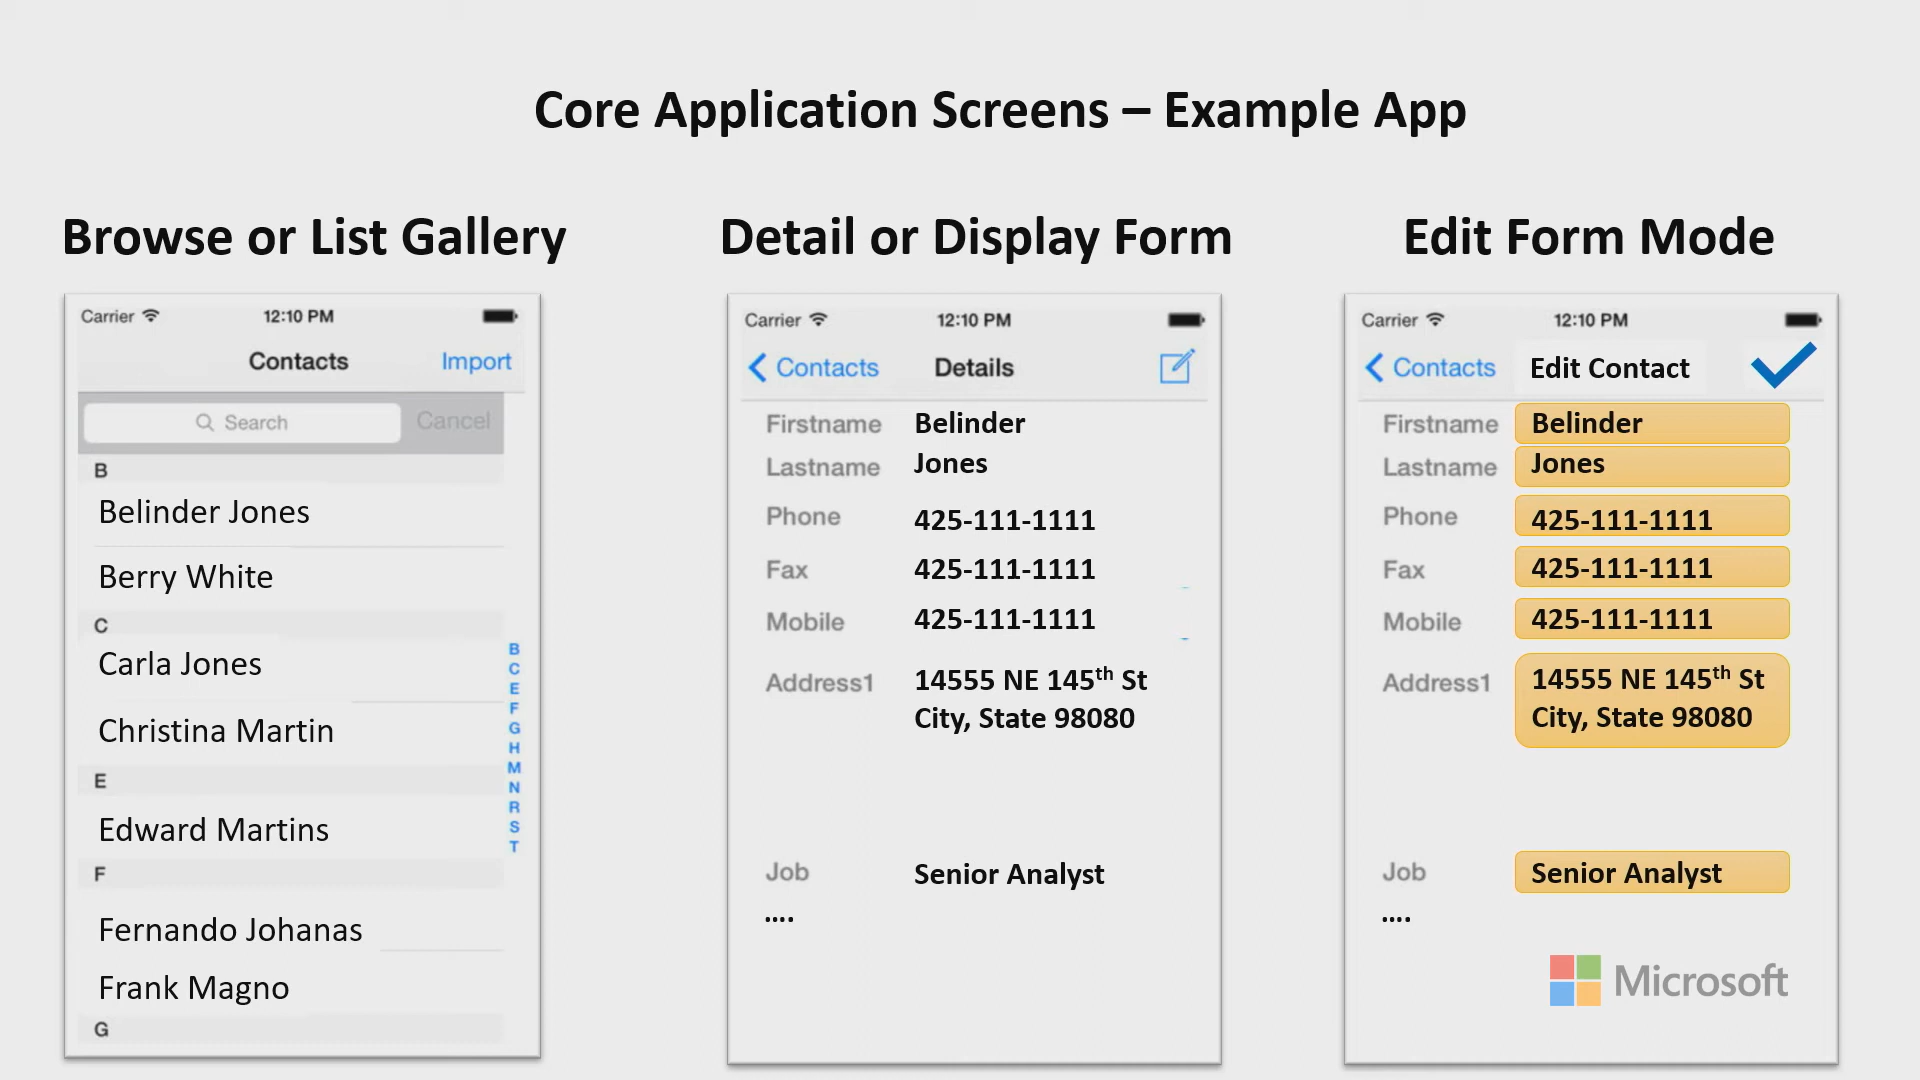 Core Application Screens – Example App
Browse or List Gallery
Carrier 12:10 PM
Contacts Import
Search Cancel
B
Belinder Jones
Berry White
C
Carla Jones
Christina Martin
E
Edward Martins
F
Fernando Johanas
Frank Magno
G
B
C
E
F
G
H
M
N
R
S
T
Detail or Display Form
Carrier 12:10 PM
Contacts Details
Firstname Belinder
Lastname Jones
Phone 425-111-1111
Fax 425-111-1111
Mobile 425-111-1111
Address1 14555 NE 145th St
City, State 98080
Job Senior Analyst
....
Edit Form Mode
Carrier 12:10 PM
Contacts Edit Contact
Firstname Belinder
Lastname Jones
Phone 425-111-1111
Fax 425-111-1111
Mobile 425-111-1111
Address1 14555 NE 145th St
City, State 98080
Job Senior Analyst
....
Microsoft